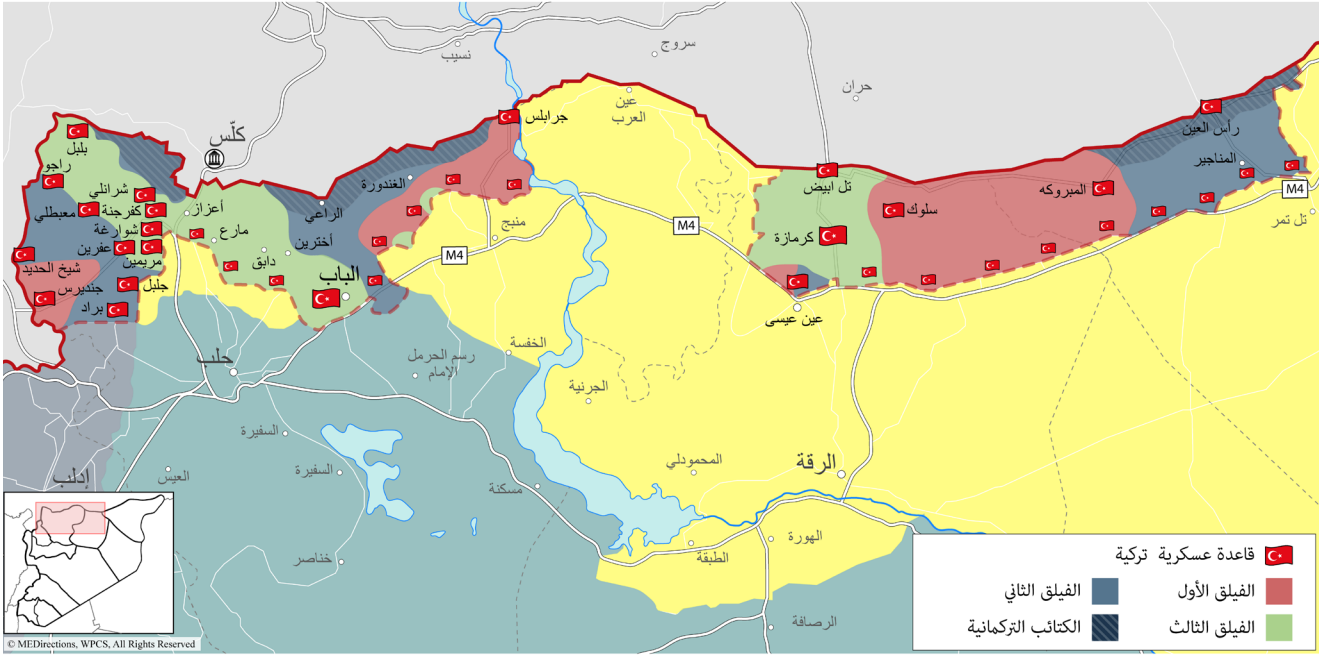 نسيب
سروج
حران
عين
العرب
كلّس
جرابلس
رأس العين
المناجير
M4
تل تمر
بلبل
راجو
شرانلي
كفرجنة
معبطلي
شوارغة
عفرين
مريمين
شيخ الحديد
جنديرس
جلبل
براد
أعزاز
مارع
دابق
الباب
أخترين
الراعي
الغندورة
منبج
M4
M4
تل ابيض
سلوك
المبروكه
كرمازة
عين عيسى
حلب
رسم الحرمل
الإمام
الخفسة
الجرنية
السفيرة
السفيرة
العيس
إدلب
مسكنة
خناصر
المحمودلي
الرقة
الطبقة
الهورة
الرصافة
قاعدة عسكرية تركية
الفيلق الأول
الفيلق الثاني
الفيلق الثالث
الكتائب التركمانية
© MEDirections, WPCS, All Rights Reserved